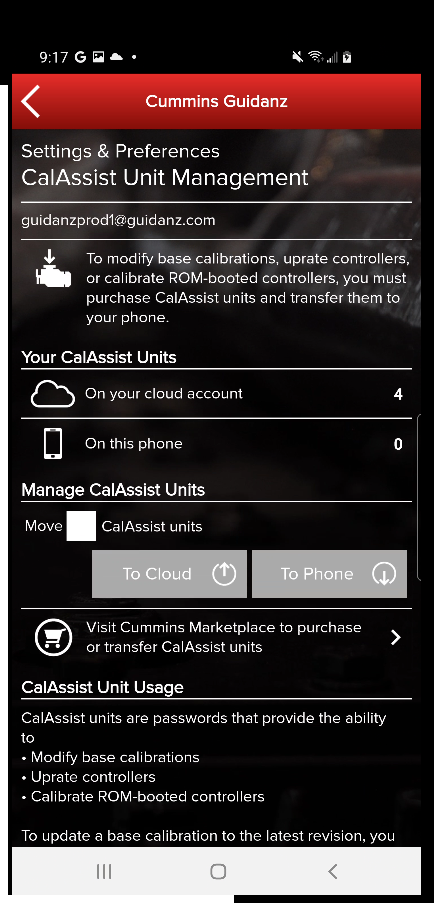 9:17 G
Cummins Guidanz
Settings & Preferences
CalAssist Unit Management
guidanzprod1@guidanz.com
To modify base calibrations, uprate controllers,
or calibrate ROM-booted controllers, you must
purchase CalAssist units and transfer them to
your phone.
Your CalAssist Units
On your cloud account 4
On this phone 0
Manage CalAssist Units
Move CalAssist units
To Cloud To Phone
Visit Cummins Marketplace to purchase
or transfer CalAssist units
CalAssist Unit Usage
CalAssist units are passwords that provide the ability
to
• Modify base calibrations
• Uprate controllers
• Calibrate ROM-booted controllers
To update a base calibration to the latest revision, you